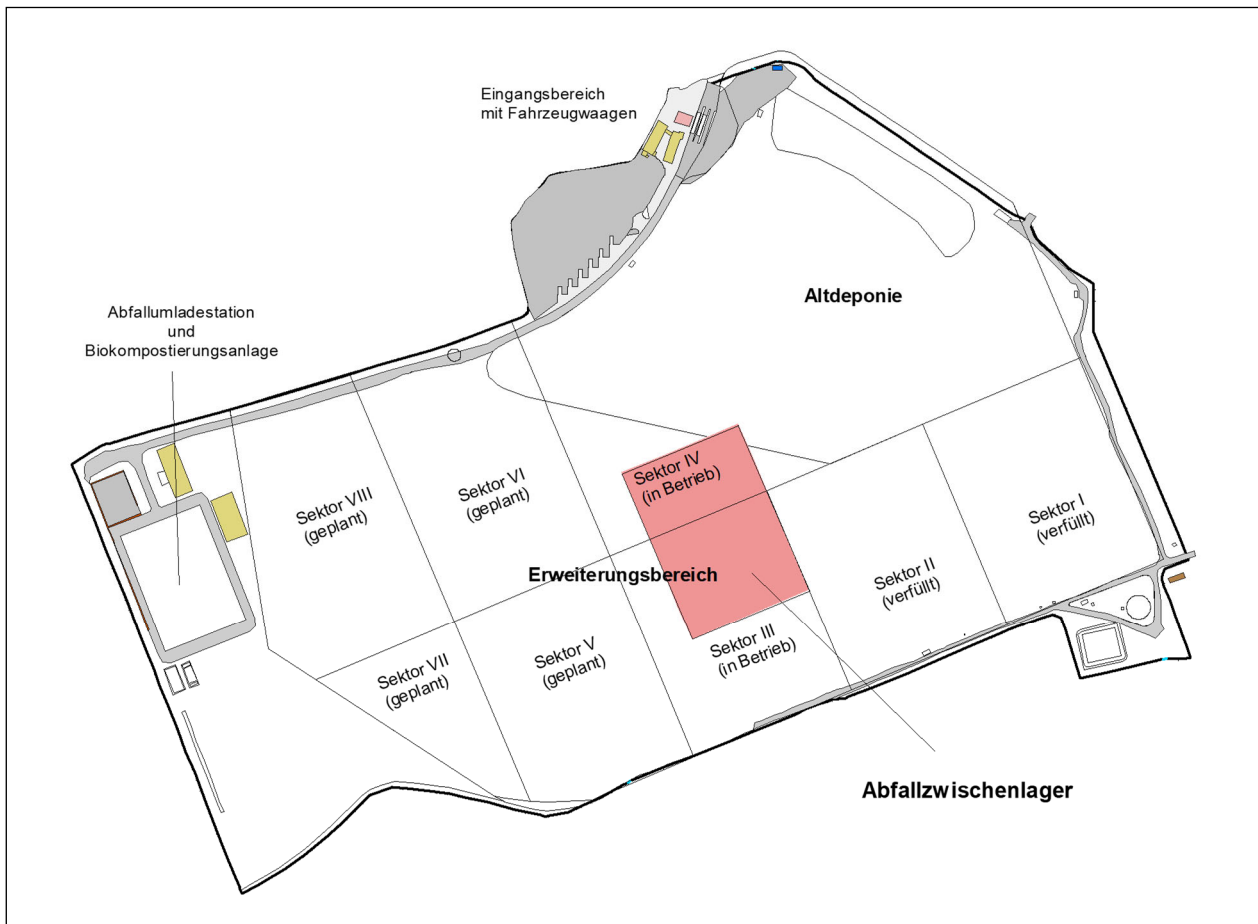 Eingangsbereich
mit Fahrzeugwaagen
Altdeponie
Abfallumladestation
und
Biokompostierungsanlage
Sektor VIII
(geplant)
Sektor VI
(geplant)
Sektor IV
(in Betrieb)
Sektor I
(verfüllt)
Erweiterungsbereich
Sektor II
(verfüllt)
Sektor VII
(geplant)
Sektor V
(geplant)
Sektor III
(in Betrieb)
Abfallzwischenlager